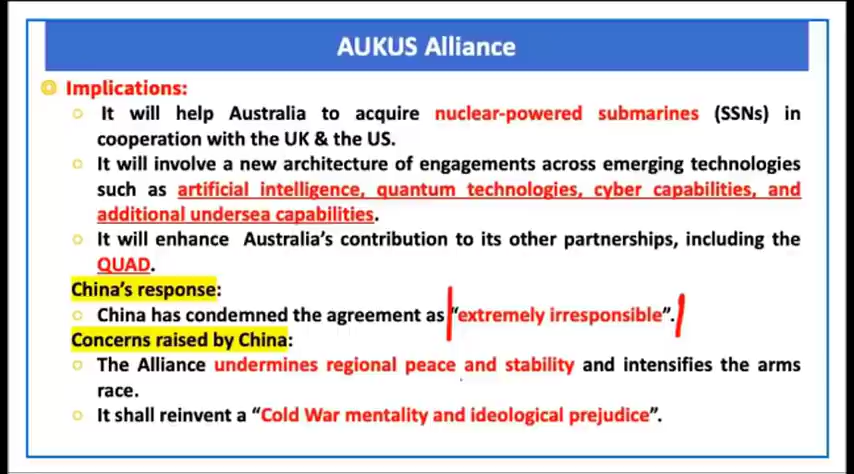 AUKUS Alliance
Implications:
It will help Australia to acquire nuclear-powered submarines (SSNs) in
cooperation with the UK & the US.
It will involve a new architecture of engagements across emerging technologies
such as artificial intelligence, quantum technologies, cyber capabilities, and
additional undersea capabilities.
It will enhance Australia's contribution to its other partnerships, including the
QUAD.
China's response:
China has condemned the agreement as "extremely irresponsible".
Concerns raised by China:
The Alliance undermines regional peace and stability and intensifies the arms
race.
It shall reinvent a "Cold War mentality and ideological prejudice".